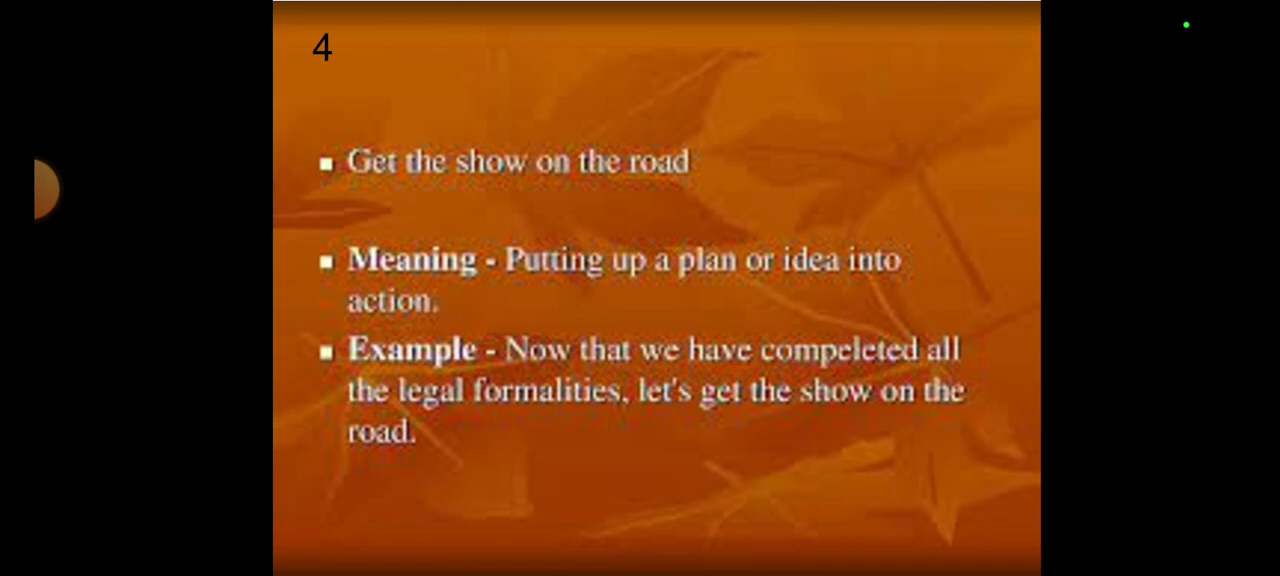 4
Get the show on the road
Meaning - Putting up a plan or idea into
action.
Example - Now that we have compeleted all
the legal formalities, let's get the show on the
road.